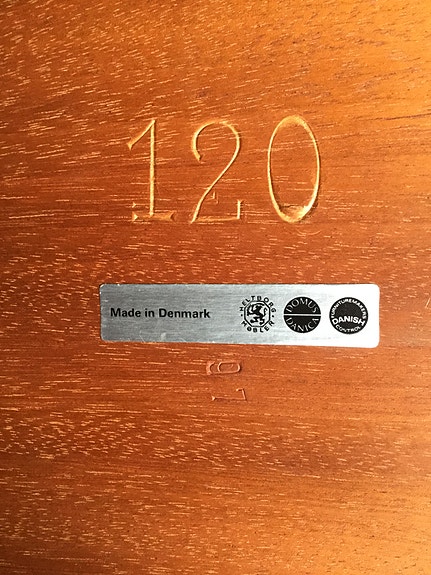 120
Made in Denmark
HELTBORG
MØBLER
DOMUS
DANICA
FURNITUREMAKERS
DANISH
CONTROL